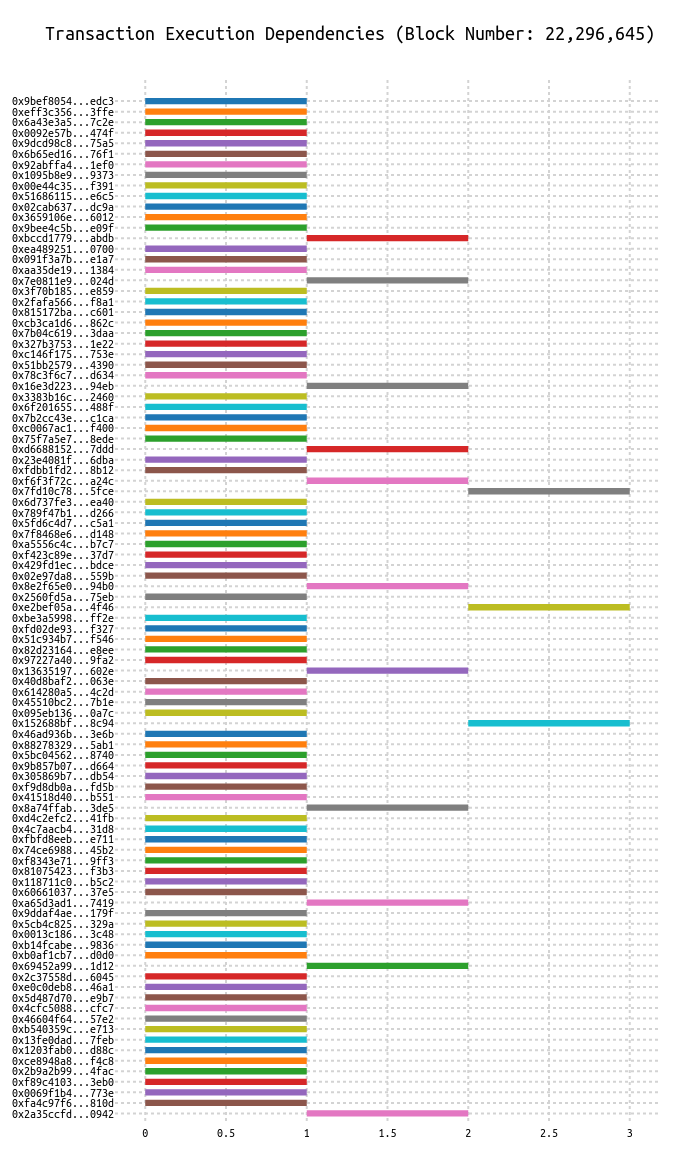 Transaction Execution Dependencies (Block Number: 22,296,645)
0x9bef8054...edc3
0xeff3c356...3ffe
0x6a43e3a5...7c2e
0x0092e57b...474f
0x9dcd98c8...75a5
0x6b65ed16...76f1
0x92abffa4...1ef0
0x1095b8e9...9373
0x00e44c35...f391
0x51686115...e6c5
0x02cab637...dc9a
0x3659106e...6012
0x9bee4c5b...e09f
0xbccd1779...abdb
0xea489251...0700
0x091f3a7b...e1a7
0xaa35de19...1384
0x7e0811e9...024d
0x3f70b185...e859
0x2fafa566...f8a1
0x815172ba...c601
0xcb3ca1d6...862c
0x7b04c619...3daa
0x327b3753...1e22
0xc146f175...753e
0x51bb2579...4390
0x78c3f6c7...d634
0x16e3d223...94eb
0x3383b16c...2460
0x6f201655...488f
0x7b2cc43e...c1ca
0xc0067ac1...f400
0x75f7a5e7...8ede
0xd6688152...7ddd
0x23e4081f...6dba
0xfdbb1fd2...8b12
0xf6f3f72c...a24c
0x7fd10c78...5fce
0x6d737fe3...ea40
0x789f47b1...d266
0x5fd6c4d7...c5a1
0x7f8468e6...d148
0xa5556c4c...b7c7
0xf423c89e...37d7
0x429fd1ec...bdce
0x02e97da8...559b
0x8e2f65e0...94b0
0x2560fd5a...75eb
0xe2bef05a...4f46
0xbe3a5998...ff2e
0xfd02de93...f327
0x51c934b7...f546
0x82d23164...e8ee
0x97227a40...9fa2
0x13635197...602e
0x40d8baf2...063e
0x614280a5...4c2d
0x45510bc2...7b1e
0x095eb136...0a7c
0x152688bf...8c94
0x46ad936b...3e6b
0x88278329...5ab1
0x5bc04562...8740
0x9b857b07...d664
0x305869b7...db54
0xf9d8db0a...fd5b
0x41518d40...b551
0x8a74ffab...3de5
0xd4c2efc2...41fb
0x4c7aacb4...31d8
0xfbfd8eeb...e711
0x74ce6988...45b2
0xf8343e71...9ff3
0x81075423...f3b3
0x118711c0...b5c2
0x60661037...37e5
0xa65d3ad1...7419
0x9ddaf4ae...179f
0x5cb4c825...329a
0x0013c186...3c48
0xb14fcabe...9836
0xb0af1cb7...d0d0
0x69452a99...1d12
0x2c37558d...6045
0xe0c0deb8...46a1
0x5d487d70...e9b7
0x4cfc5088...cfc7
0x46604f64...57e2
0xb540359c...e713
0x13fe0dad...7feb
0x1203fab0...d88c
0xce8948a8...f4c8
0x2b9a2b99...4fac
0xf89c4103...3eb0
0x0069f1b4...773e
0xfa4c97f6...810d
0x2a35ccfd...0942
0 0.5 1 1.5 2 2.5 3